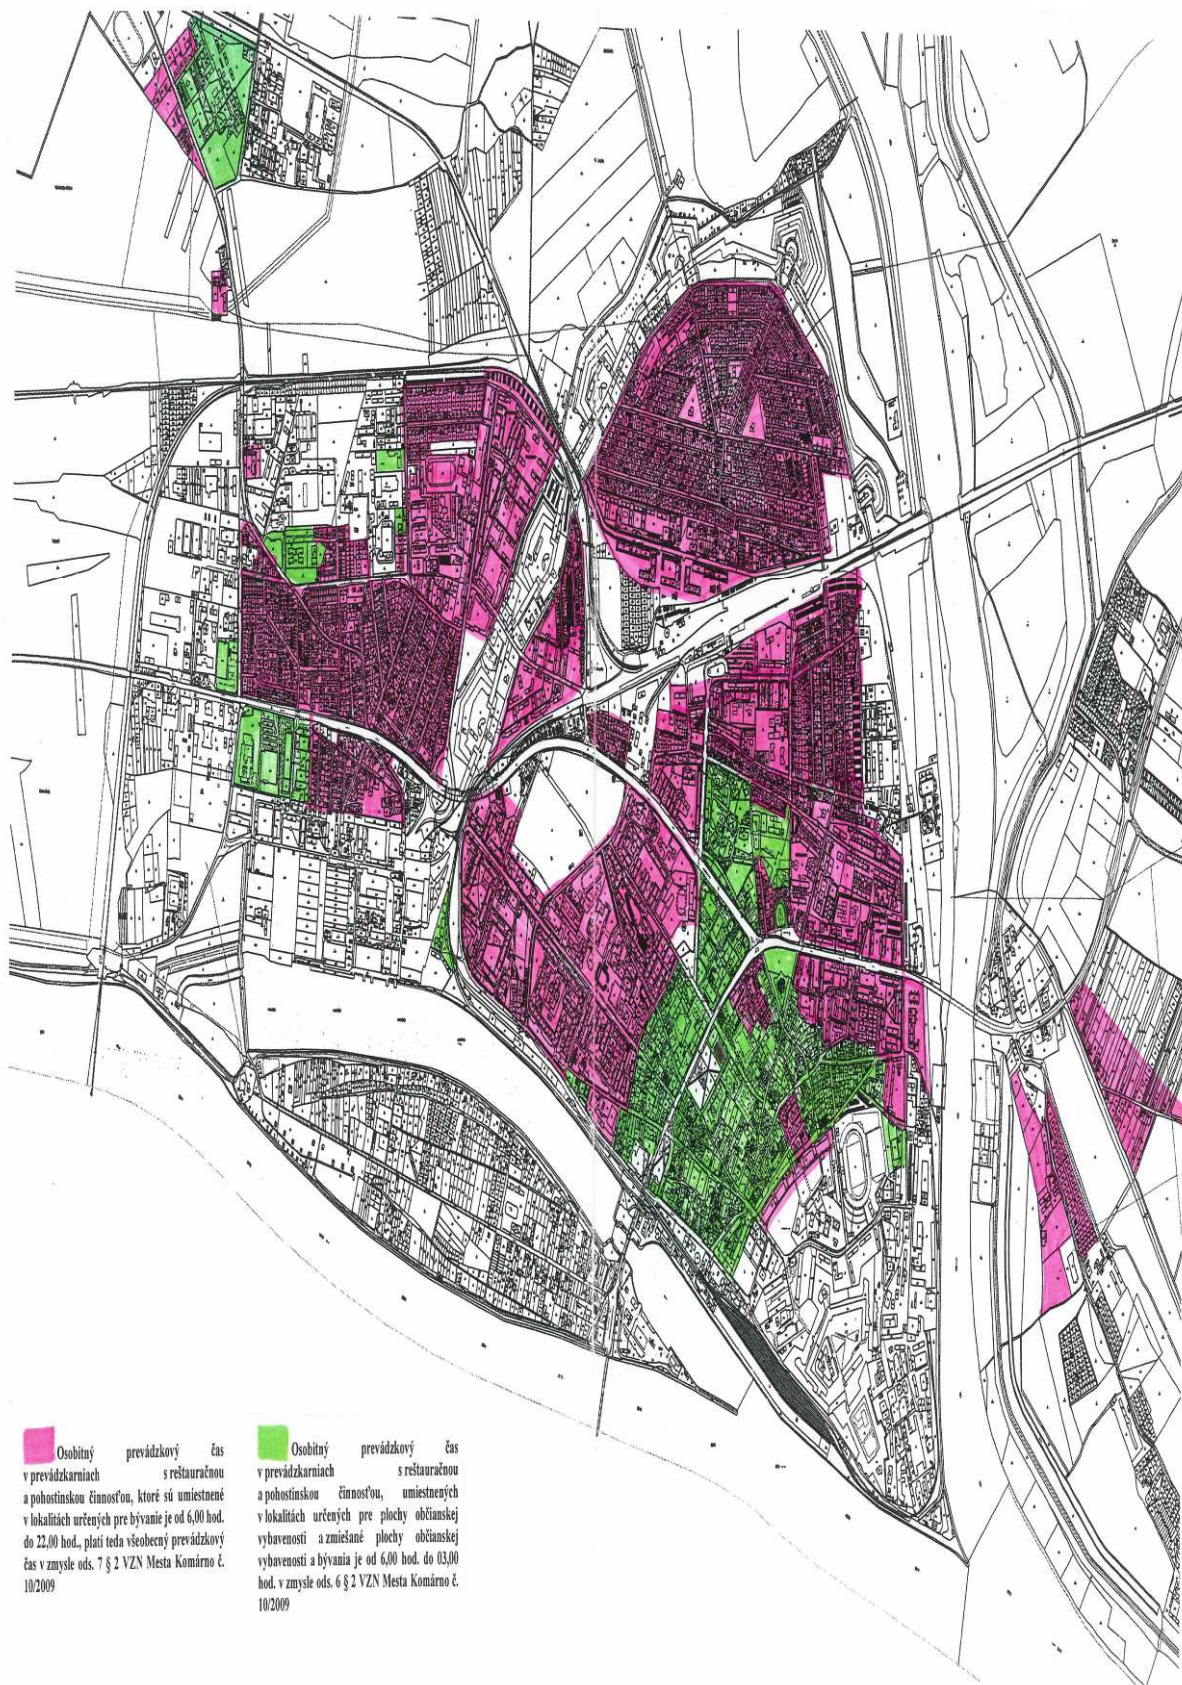 Osobitný prevádzkový čas
v prevádzkarniach s reštauračnou
a pohostinskou činnosťou, ktoré sú umiestnené
v lokalitách určených pre bývanie je od 6,00 hod.
do 22,00 hod., platí teda všeobecný prevádzkový
čas v zmysle ods. 7 § 2 VZN Mesta Komárno č.
10/2009
Osobitný prevádzkový čas
v prevádzkarniach s reštauračnou
a pohostinskou činnosťou, umiestnených
v lokalitách určených pre plochy občianskej
vybavenosti a zmiešané plochy občianskej
vybavenosti a bývania je od 6,00 hod. do 03,00
hod. v zmysle ods. 6 § 2 VZN Mesta Komárno č.
10/2009